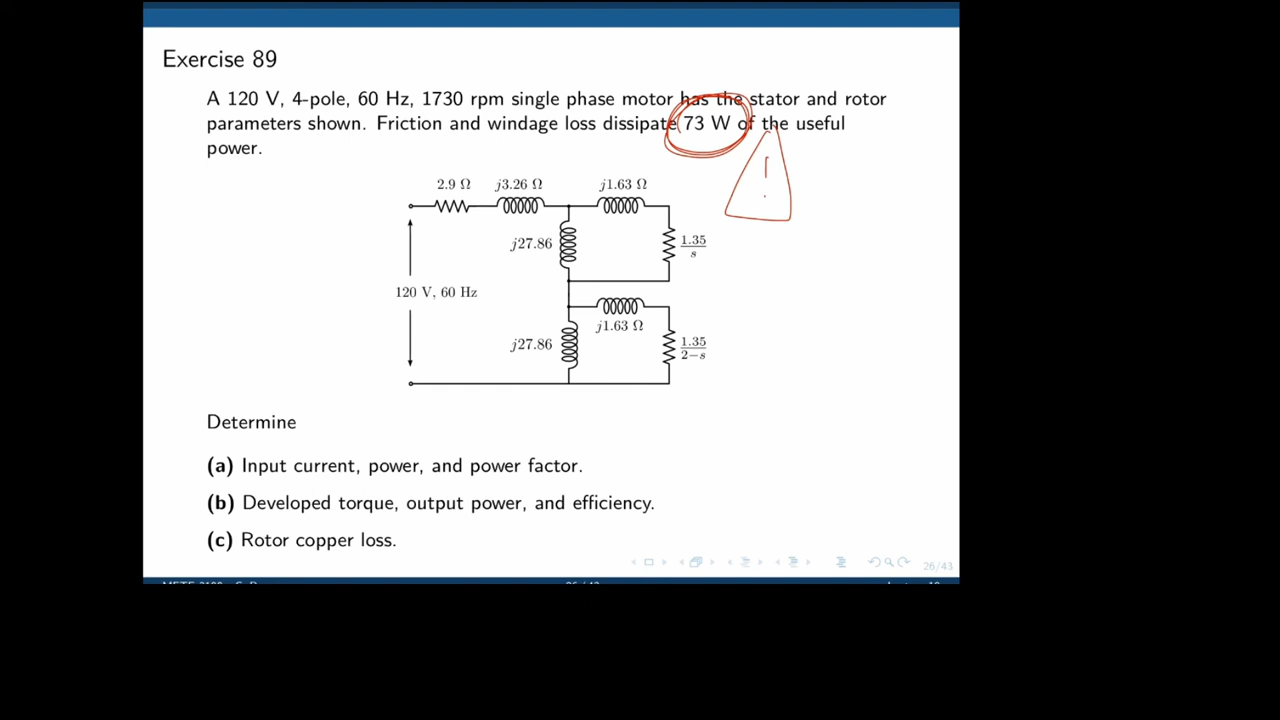 Exercise 89
A 120 V, 4-pole, 60 Hz, 1730 rpm single phase motor has the stator and rotor
parameters shown. Friction and windage loss dissipate 73 W of the useful
power.
2.9 Ω j3.26 Ω j1.63 Ω
j27.86 1.35/s
120 V, 60 Hz
j1.63 Ω
j27.86 1.35/2−s
Determine
(a) Input current, power, and power factor.
(b) Developed torque, output power, and efficiency.
(c) Rotor copper loss.
26/43
!